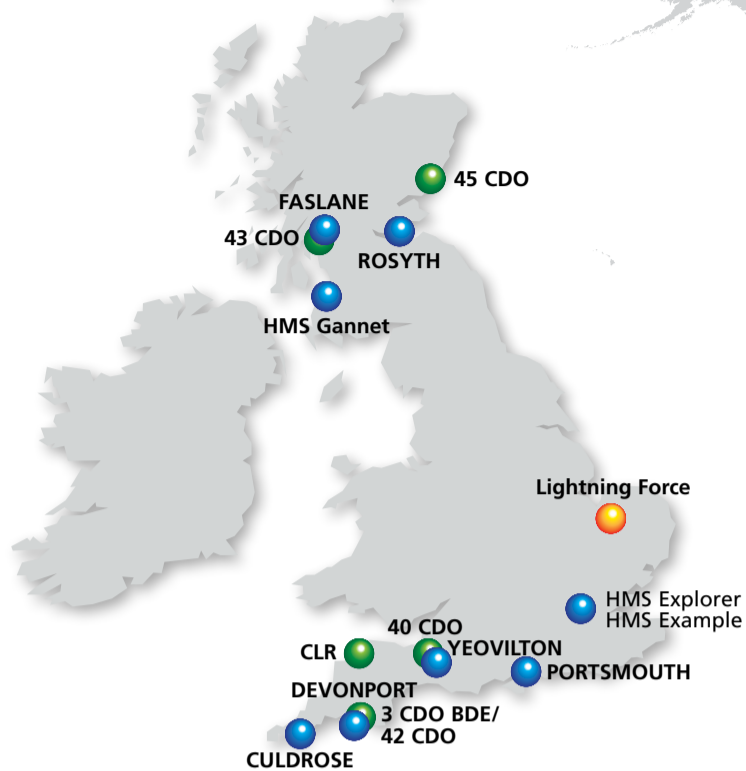 45 CDO
FASLANE
43 CDO
ROSYTH
HMS Gannet
Lightning Force
HMS Explorer
HMS Example
40 CDO
CLR
YEOVILTON
PORTSMOUTH
DEVONPORT
3 CDO BDE/
42 CDO
CULDROSE